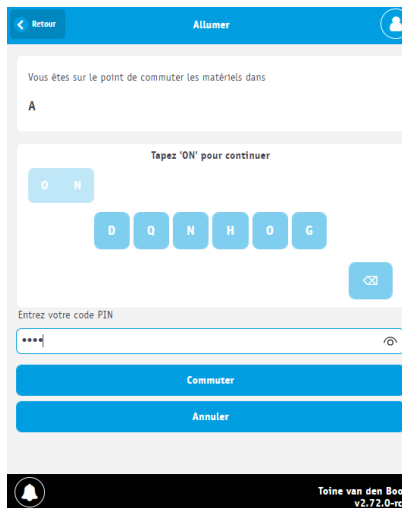 Retour
Allumer
Vous êtes sur le point de commuter les matériels dans
A
Tapez 'ON' pour continuer
O N
D Q N H O G
Entrez votre code PIN
••••
Commuter
Annuler
Toine van den Boo
v2.72.0-rc